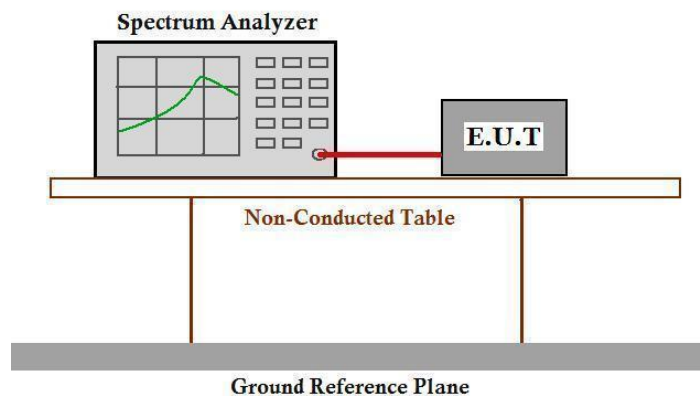 Spectrum Analyzer
E.U.T
Non-Conducted Table
Ground Reference Plane